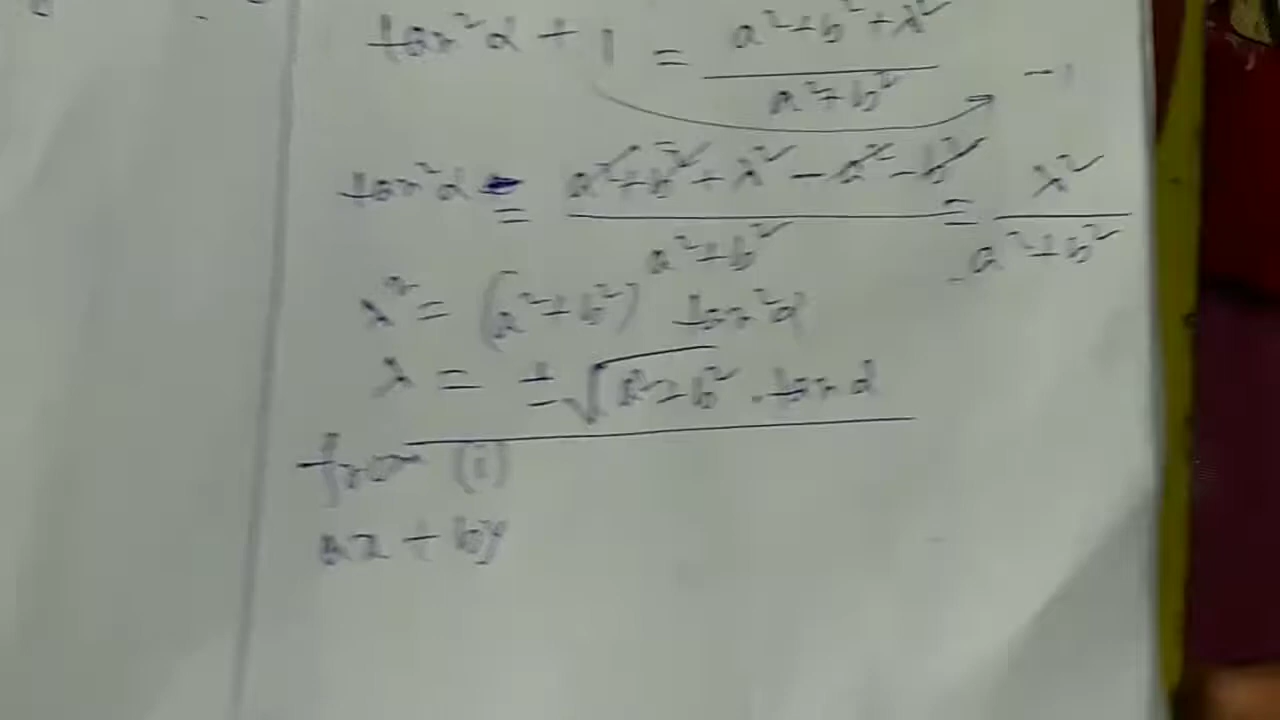 tan²α + 1 = (a²+b²+λ²)/(a²+b²) -1
tan²α = (a²+b²+λ²-a²-b²)/(a²+b²) = λ²/(a²+b²)
λ² = (a²+b²) tan²α
λ = ±√a²+b² . tan α
from (i)
ax + by